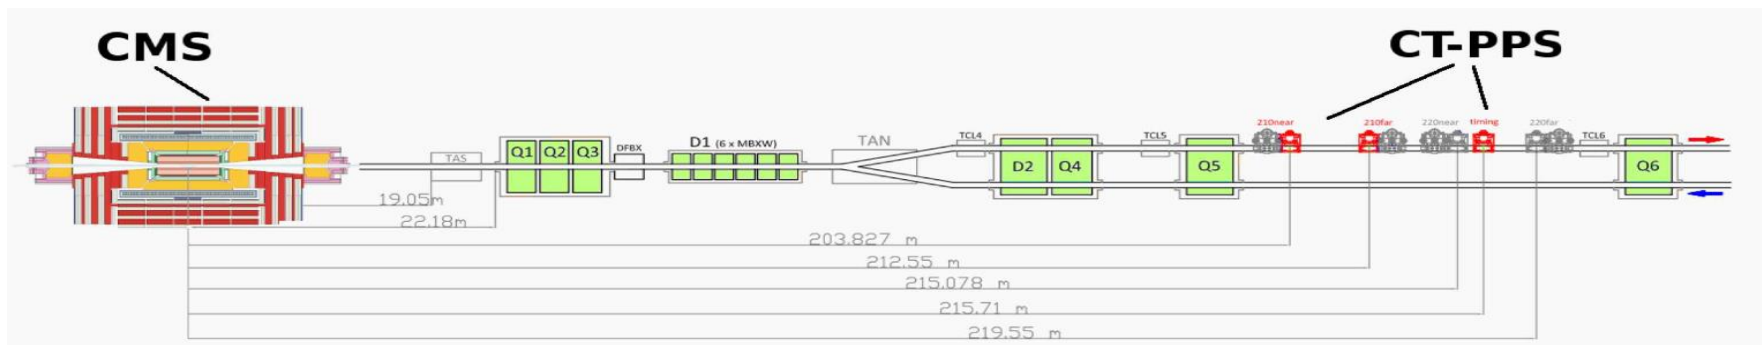 CMS
CT-PPS
210near
210far
220near
timing
220far
TCL4
TCL5
TCL6
TAS
Q1 Q2 Q3
DFBX
D1 (6 x MBXW)
TAN
D2
Q4
Q5
Q6
19.05m
22.18m
203.827 m
212.55 m
215.078 m
215.71 m
219.55 m